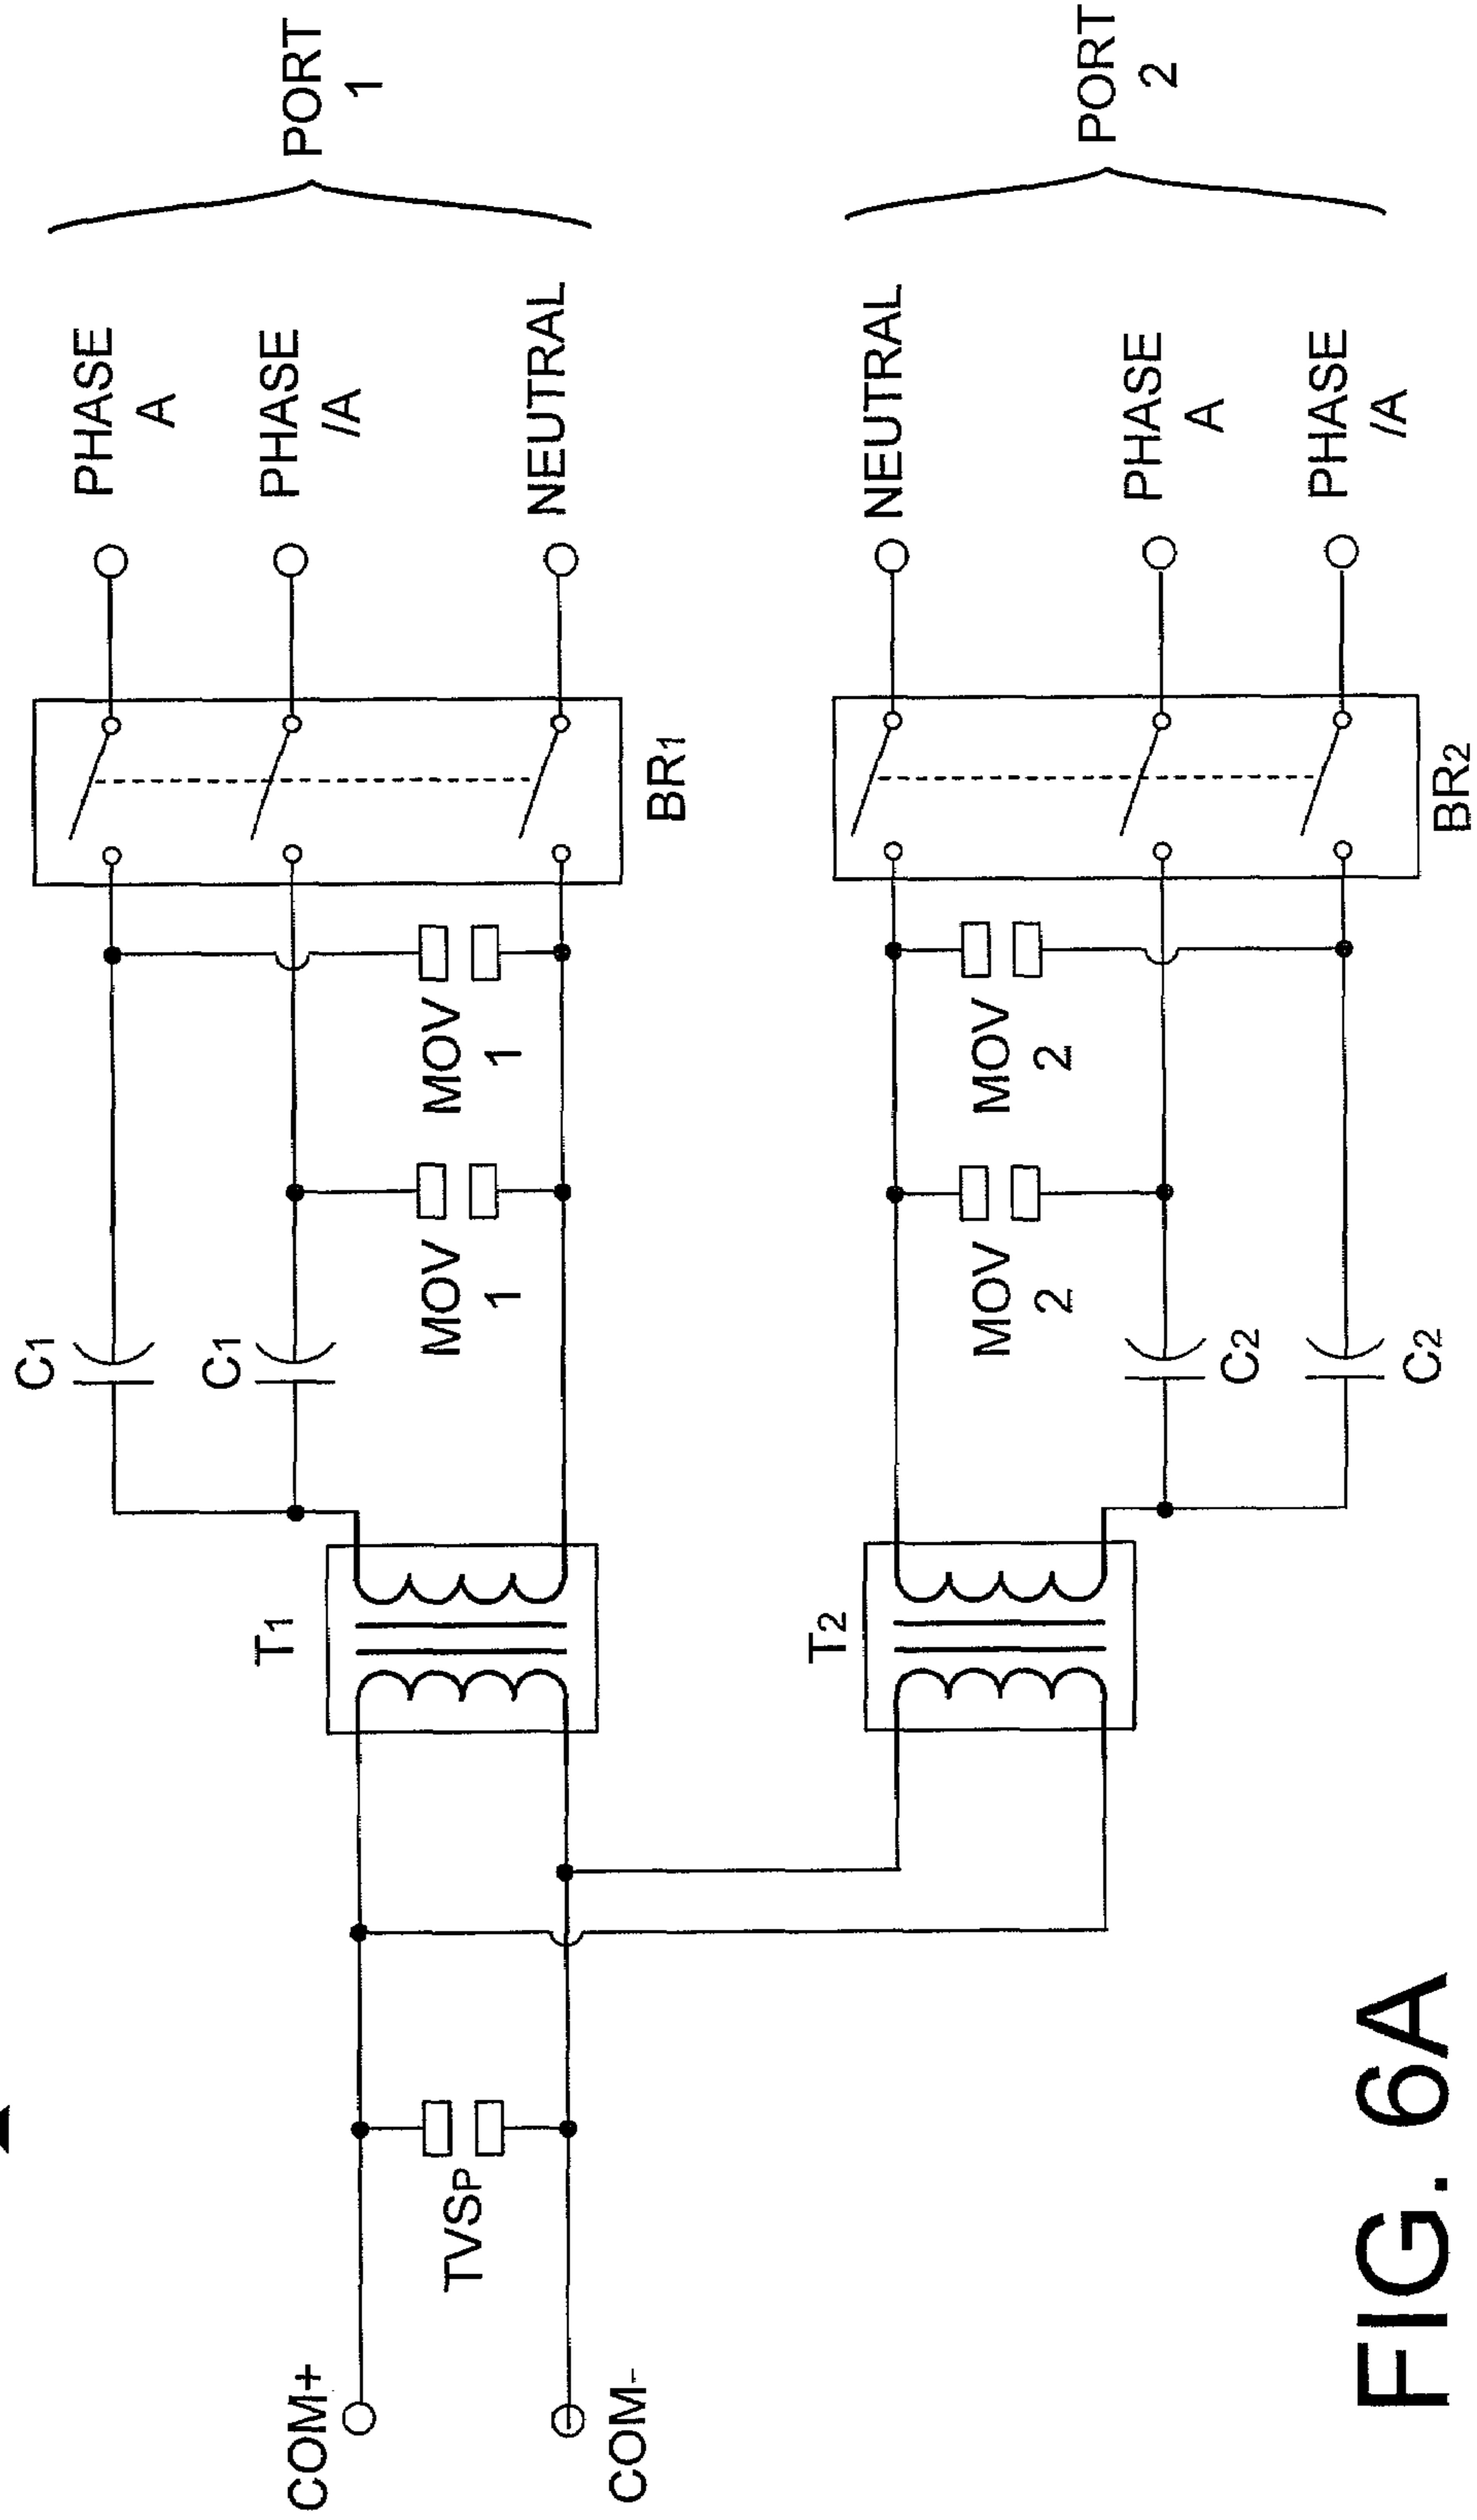 PORT
1
PHASE
A
PHASE
/A
NEUTRAL
BR1
MOV
1
MOV
1
C1
C1
T1
PORT
2
NEUTRAL
PHASE
A
PHASE
/A
BR2
MOV
2
MOV
2
C2
C2
T2
TVSP
COM+
COM-
FIG. 6A